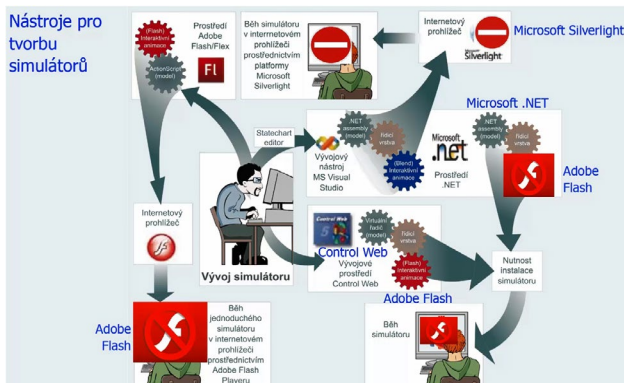 Nástroje pro
tvorbu
simulátorů
(Flash)
Interaktivní
animace
ActionScript
(model)
Prostředí
Adobe
Flash/Flex
Fl
Běh simulátoru
v internetovém
prohlížeči
prostřednictvím
platformy
Microsoft
Silverlight
Internetový
prohlížeč
Microsoft
Silverlight
Microsoft Silverlight
Statechart
editor
Vývojový
nástroj
MS Visual
Studio
.NET
assembly
(model)
Řídicí
vrstva
(Blend)
Interaktivní
animace
Microsoft
.net
Prostředí
.NET
Microsoft .NET
.NET
assembly
(model)
Řídicí
vrstva
Adobe
Flash
Vývoj simulátoru
Internetový
prohlížeč
Control Web
5
Control Web
Vývojové
prostředí
Control Web
Virtuální
řadič
(model)
Řídicí
vrstva
(Flash)
Interaktivní
animace
Adobe Flash
Nutnost
instalace
simulátoru
Adobe
Flash
Běh
jednoduchého
simulátoru
v internetovém
prohlížeči
prostřednictvím
Adobe Flash
Playeru
Běh
simulátoru